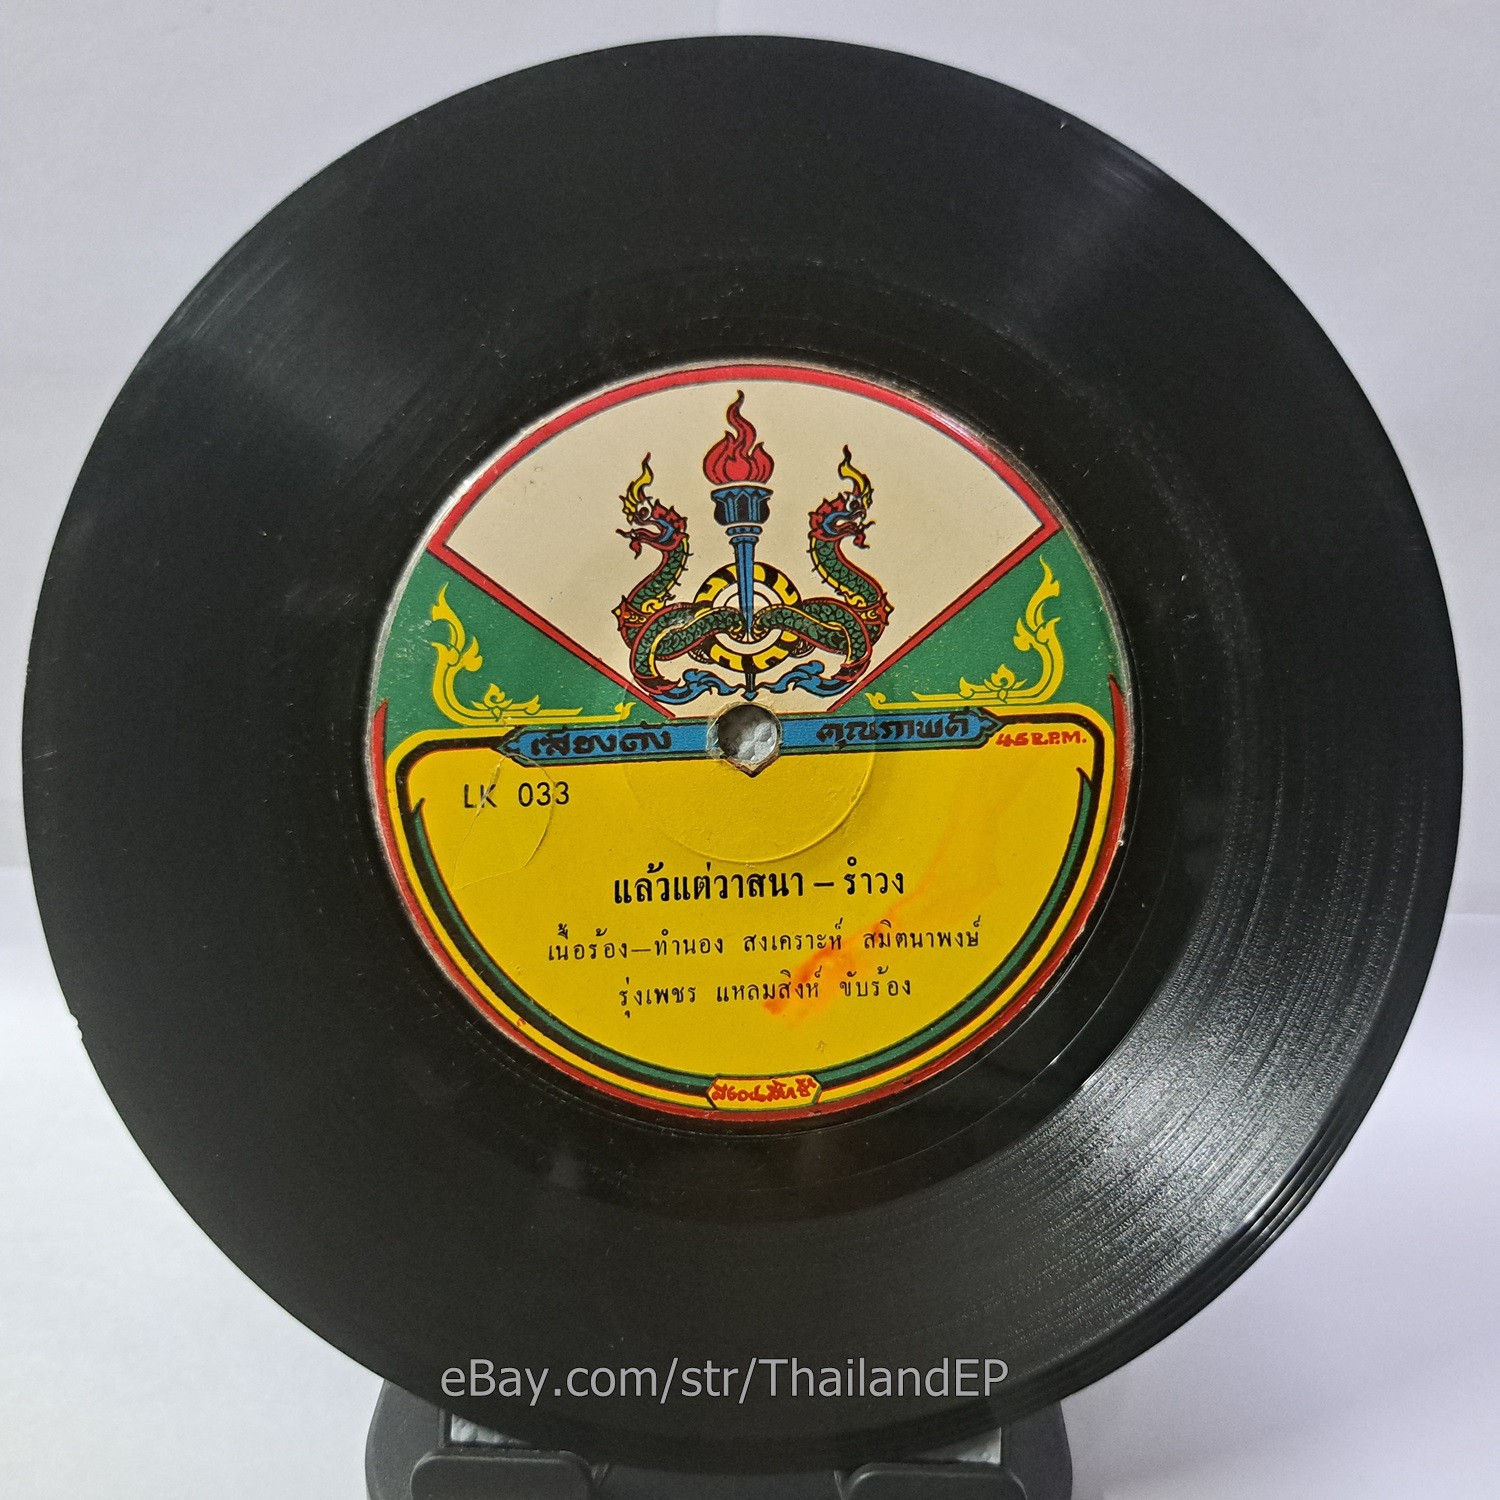 เสียงดัง คุณภาพดี 45 R.P.M.
LK 033
แล้วแต่วาสนา – รำวง
เนื้อร้อง–ทำนอง สงเคราะห์ สมิตนาพงษ์
รุ่งเพชร แหลมสิงห์ ขับร้อง
eBay.com/str/ThailandEP